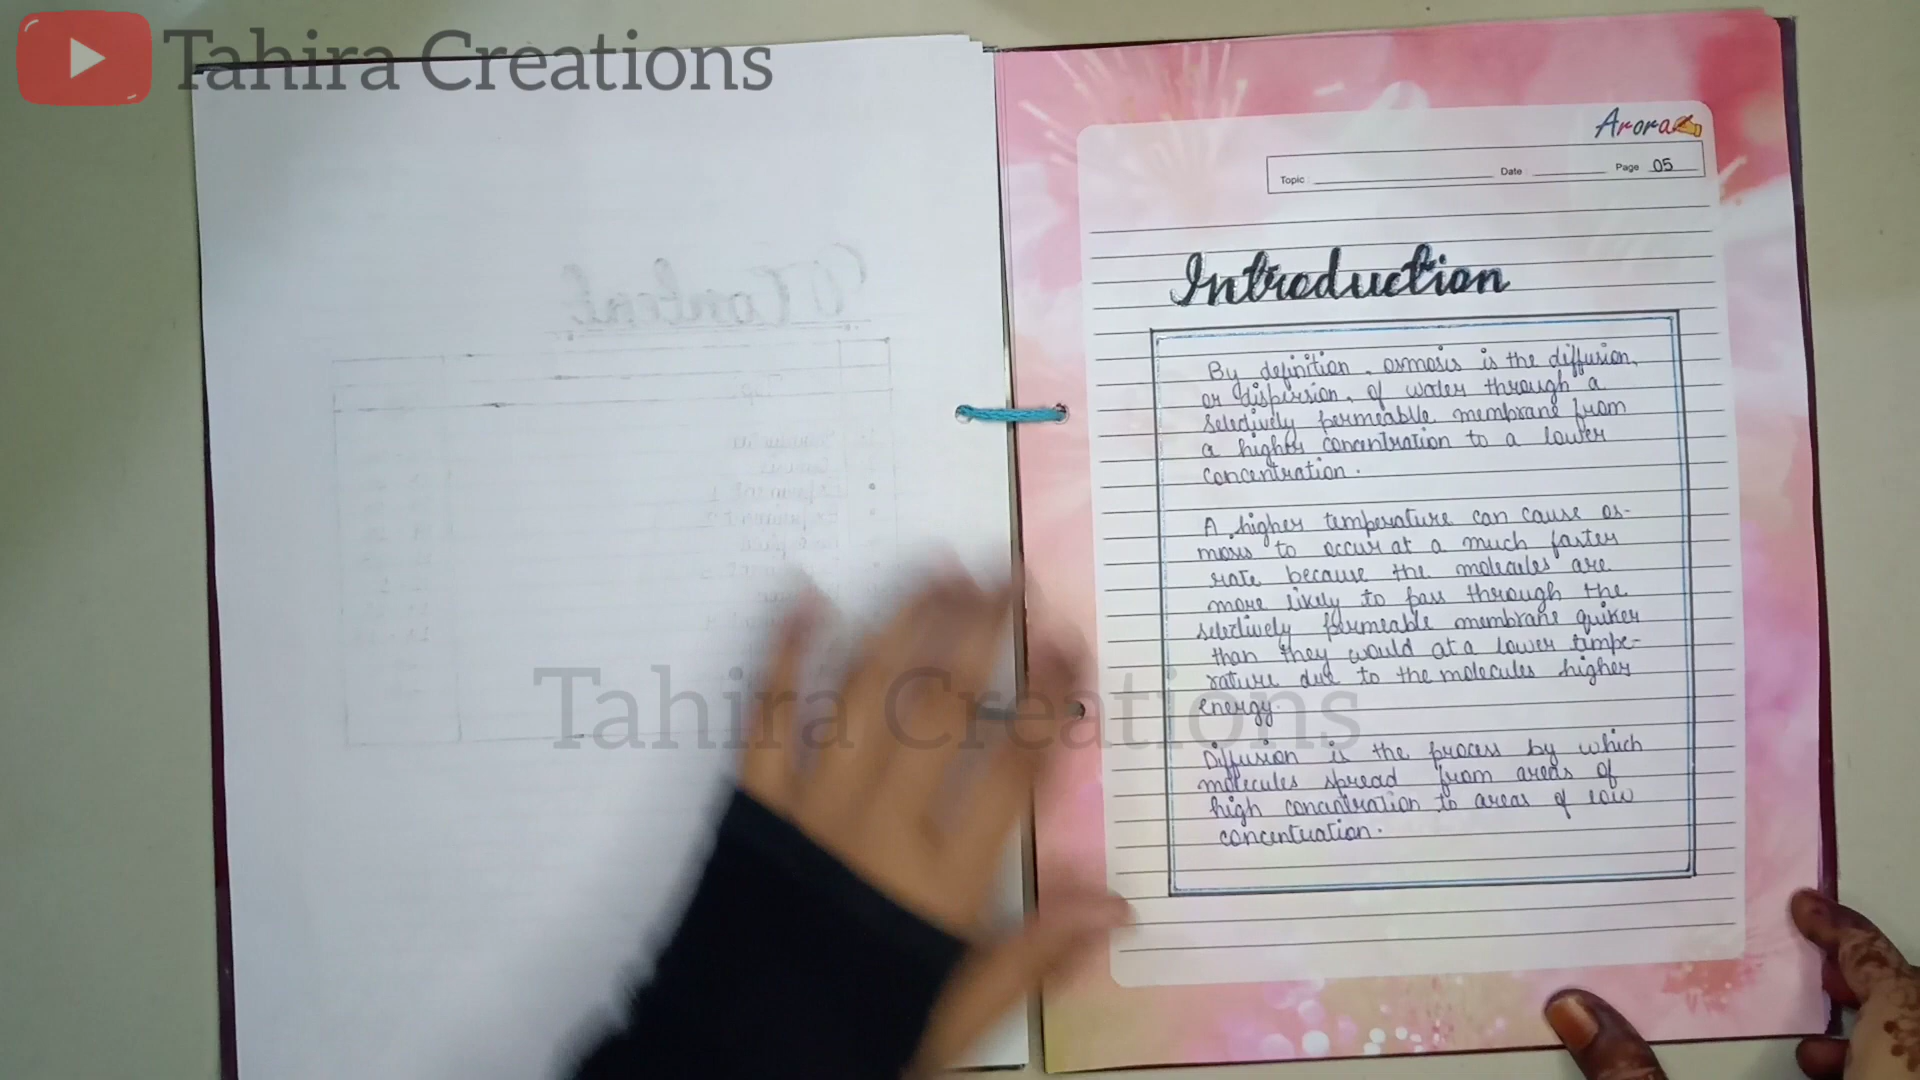 Tahira Creations
Arora
Topic Date Page 05
Introduction
By definition, osmosis is the diffusion,
or dispersion, of water through a
selectively permeablle membrane from
a higher concentration to a lower
concentration.
A higher temperature can cause os-
mosis to occur at a much faster
rate because the molecules are
more likely to pass through the
selectively permeable membrane quiker
than they would at a lower tempe-
rature due to the molecules higher
energy.
Diffusion is the process by which
molecules spread from areas of
high concentration to areas of low
concentration.
Tahira Creations
Content